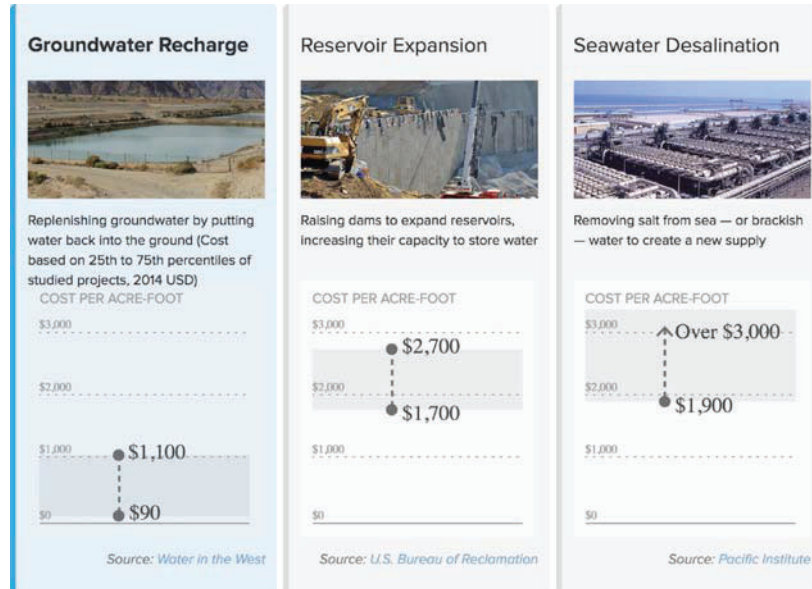 Groundwater Recharge
Replenishing groundwater by putting
water back into the ground (Cost
based on 25th to 75th percentiles of
studied projects, 2014 USD)
COST PER ACRE-FOOT
$3,000
$2,000
$1,000
$1,100
$90
$0
Source: Water in the West
Reservoir Expansion
Raising dams to expand reservoirs,
increasing their capacity to store water
COST PER ACRE-FOOT
$3,000
$2,700
$2,000
$1,700
$1,000
$0
Source: U.S. Bureau of Reclamation
Seawater Desalination
Removing salt from sea — or brackish
— water to create a new supply
COST PER ACRE-FOOT
$3,000
Over $3,000
$2,000
$1,900
$1,000
$0
Source: Pacific Institute